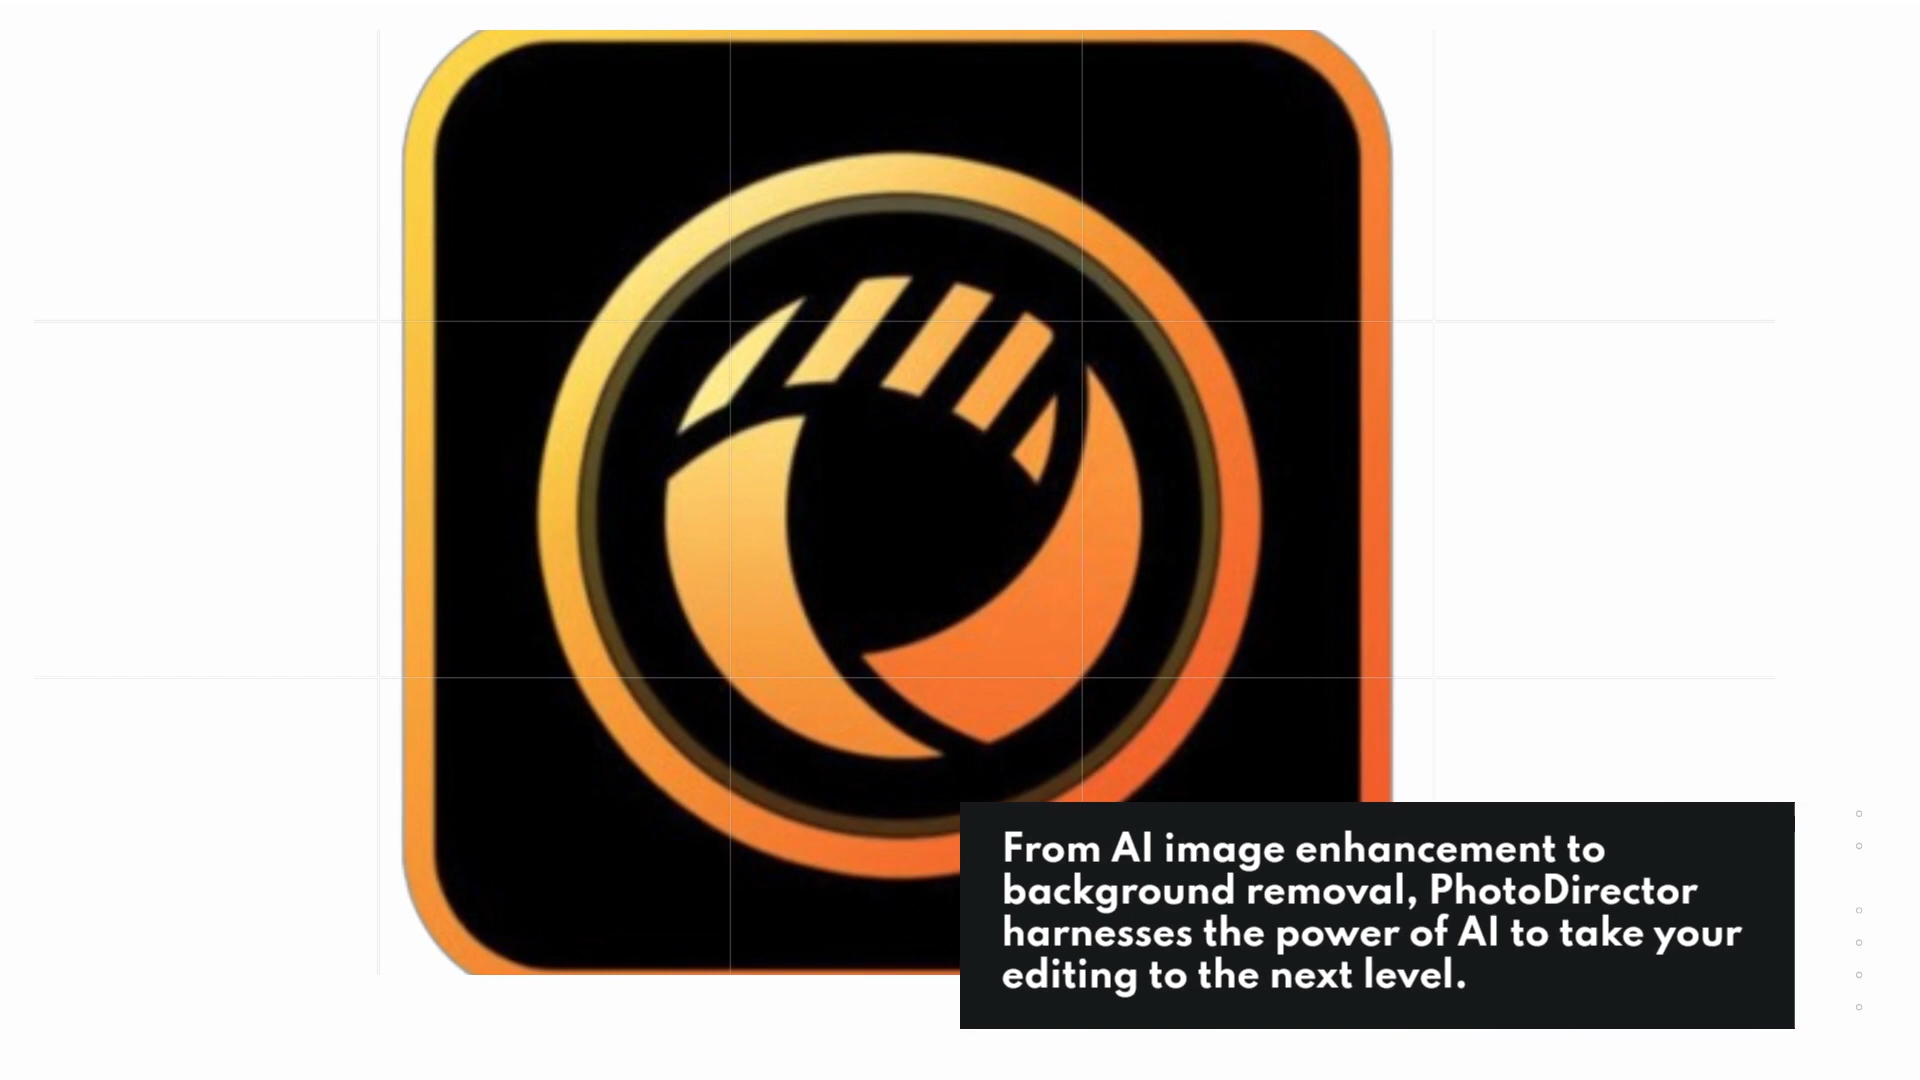 From AI image enhancement to
background removal, PhotoDirector
harnesses the power of AI to take your
editing to the next level.